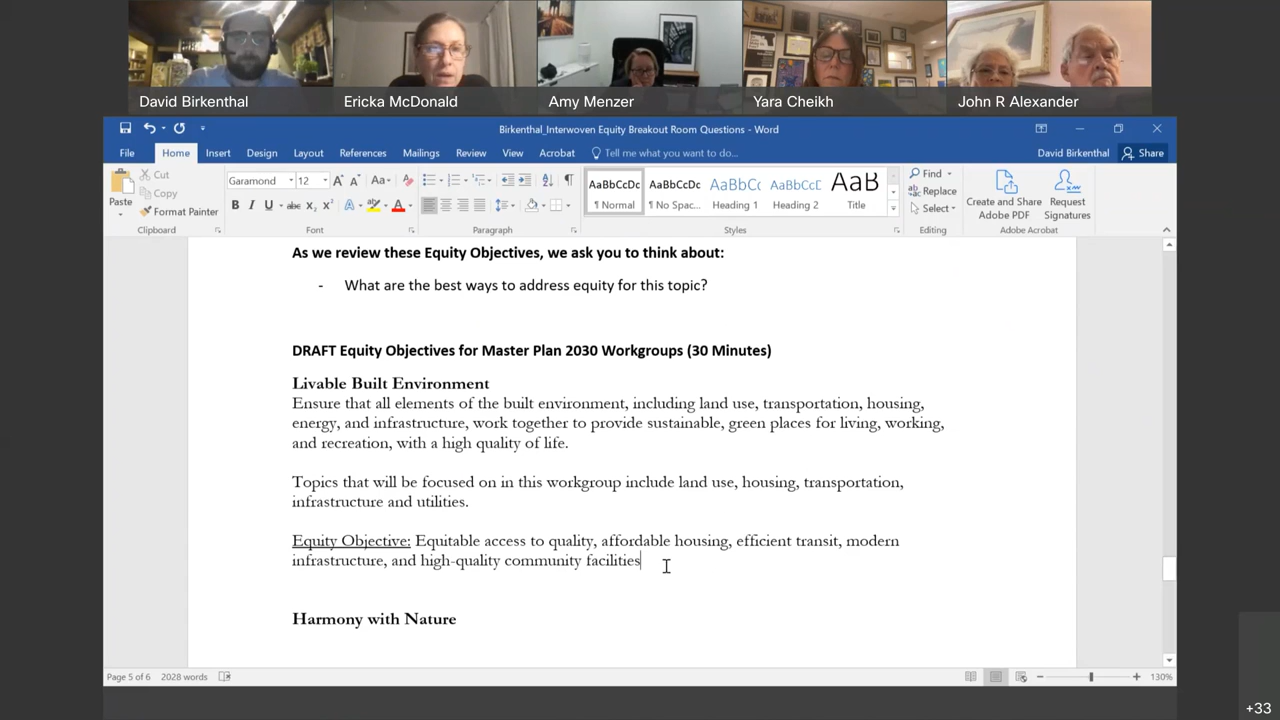 David Birkenthal
Ericka McDonald
Amy Menzer
Yara Cheikh
John R Alexander
Birkenthal_Interwoven Equity Breakout Room Questions - Word
File Home Insert Design Layout References Mailings Review View Acrobat Tell me what you want to do... David Birkenthal Share
Paste
Cut
Copy
Format Painter
Clipboard
Garamond 12
Font
Paragraph
AaBbCcDc AaBbCcDc AaBbCc AaBbCcC AaB
¶ Normal ¶ No Spac... Heading 1 Heading 2 Title
Styles
Find
Replace
Select
Editing
Create and Share
Adobe PDF
Request
Signatures
Adobe Acrobat
As we review these Equity Objectives, we ask you to think about:
- What are the best ways to address equity for this topic?
DRAFT Equity Objectives for Master Plan 2030 Workgroups (30 Minutes)
Livable Built Environment
Ensure that all elements of the built environment, including land use, transportation, housing,
energy, and infrastructure, work together to provide sustainable, green places for living, working,
and recreation, with a high quality of life.
Topics that will be focused on in this workgroup include land use, housing, transportation,
infrastructure and utilities.
Equity Objective: Equitable access to quality, affordable housing, efficient transit, modern
infrastructure, and high-quality community facilities
Harmony with Nature
Page 5 of 6 2028 words 130%
+33